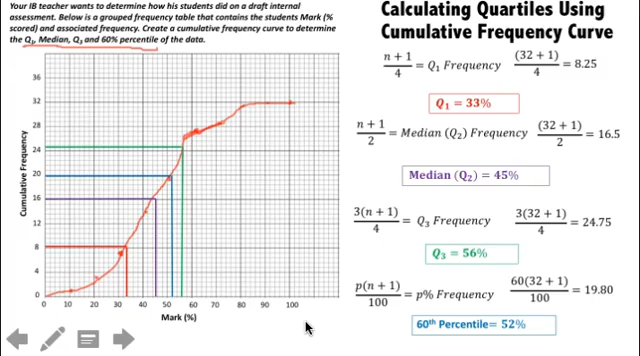 Your IB teacher wants to determine how his students did on a draft internal
assessment. Below is a grouped frequency table that contains the students Mark (%
scored) and associated frequency. Create a cumulative frequency curve to determine
the Q₁, Median, Q₃ and 60% percentile of the data.
Calculating Quartiles Using
Cumulative Frequency Curve
(n + 1)/4 = Q₁ Frequency (32 + 1)/4 = 8.25
Q₁ = 33%
(n + 1)/2 = Median (Q₂) Frequency (32 + 1)/2 = 16.5
Median (Q₂) = 45%
3(n + 1)/4 = Q₃ Frequency 3(32 + 1)/4 = 24.75
Q₃ = 56%
p(n + 1)/100 = p% Frequency 60(32 + 1)/100 = 19.80
60th Percentile= 52%
Cumulative Frequency
36
32
28
24
20
16
12
8
4
0
0 10 20 30 40 50 60 70 80 90 100
Mark (%)